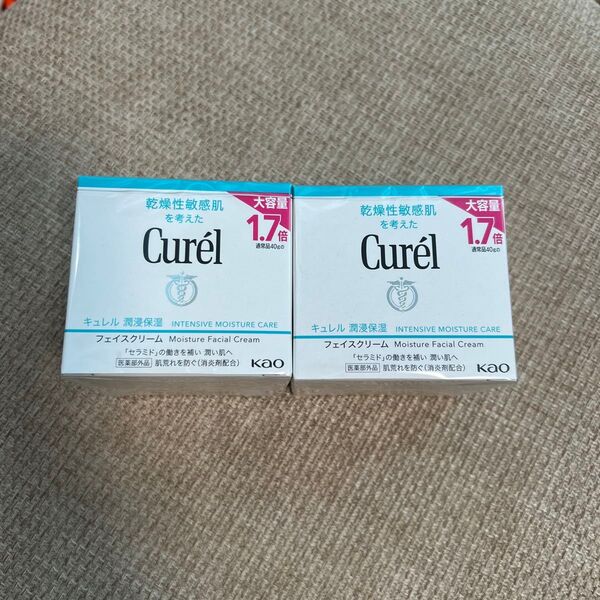 乾燥性敏感肌
を考えた
大容量
1.7倍
通常品40gの
Curél
キュレル 潤浸保湿 INTENSIVE MOISTURE CARE
フェイスクリーム Moisture Facial Cream
「セラミド」の働きを補い 潤い肌へ
医薬部外品 肌荒れを防ぐ(消炎剤配合)
Kao
乾燥性敏感肌
を考えた
大容量
1.7倍
通常品40gの
Curél
キュレル 潤浸保湿 INTENSIVE MOISTURE CARE
フェイスクリーム Moisture Facial Cream
「セラミド」の働きを補い 潤い肌へ
医薬部外品 肌荒れを防ぐ(消炎剤配合)
Kao